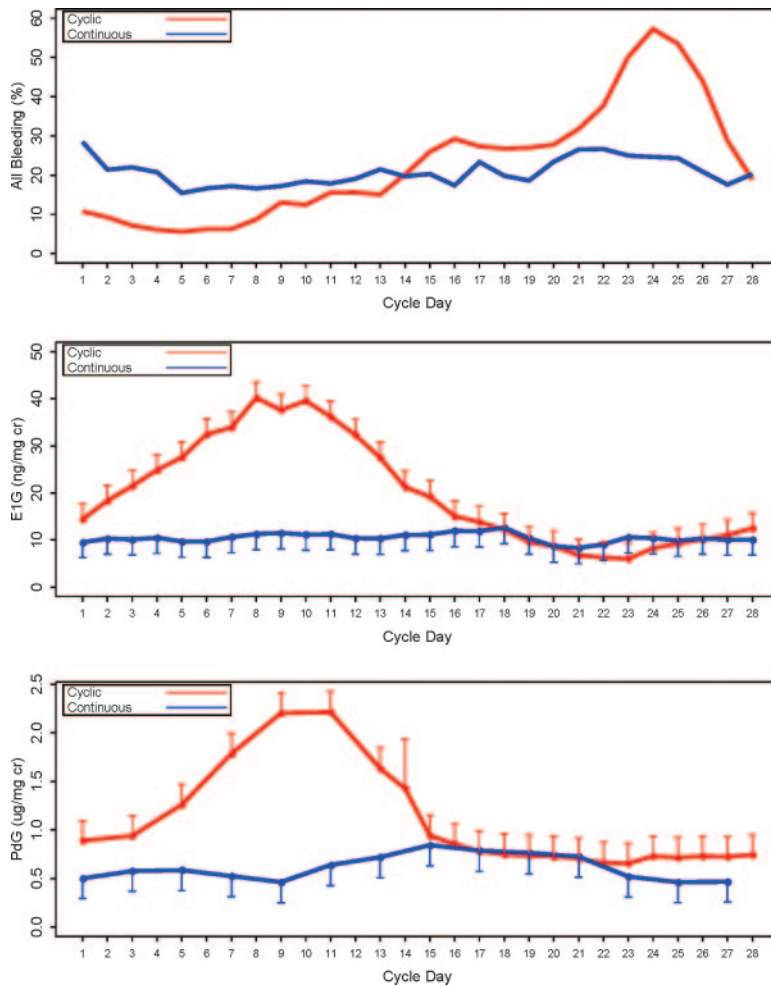 All Bleeding (%)
0 10 20 30 40 50 60
Cyclic
Continuous
1 2 3 4 5 6 7 8 9 10 11 12 13 14 15 16 17 18 19 20 21 22 23 24 25 26 27 28
Cycle Day
E1G (ng/mg cr)
0 10 20 30 40 50
Cyclic
Continuous
1 2 3 4 5 6 7 8 9 10 11 12 13 14 15 16 17 18 19 20 21 22 23 24 25 26 27 28
Cycle Day
PdG (ug/mg cr)
0.0 0.5 1.0 1.5 2.0 2.5
Cyclic
Continuous
1 2 3 4 5 6 7 8 9 10 11 12 13 14 15 16 17 18 19 20 21 22 23 24 25 26 27 28
Cycle Day